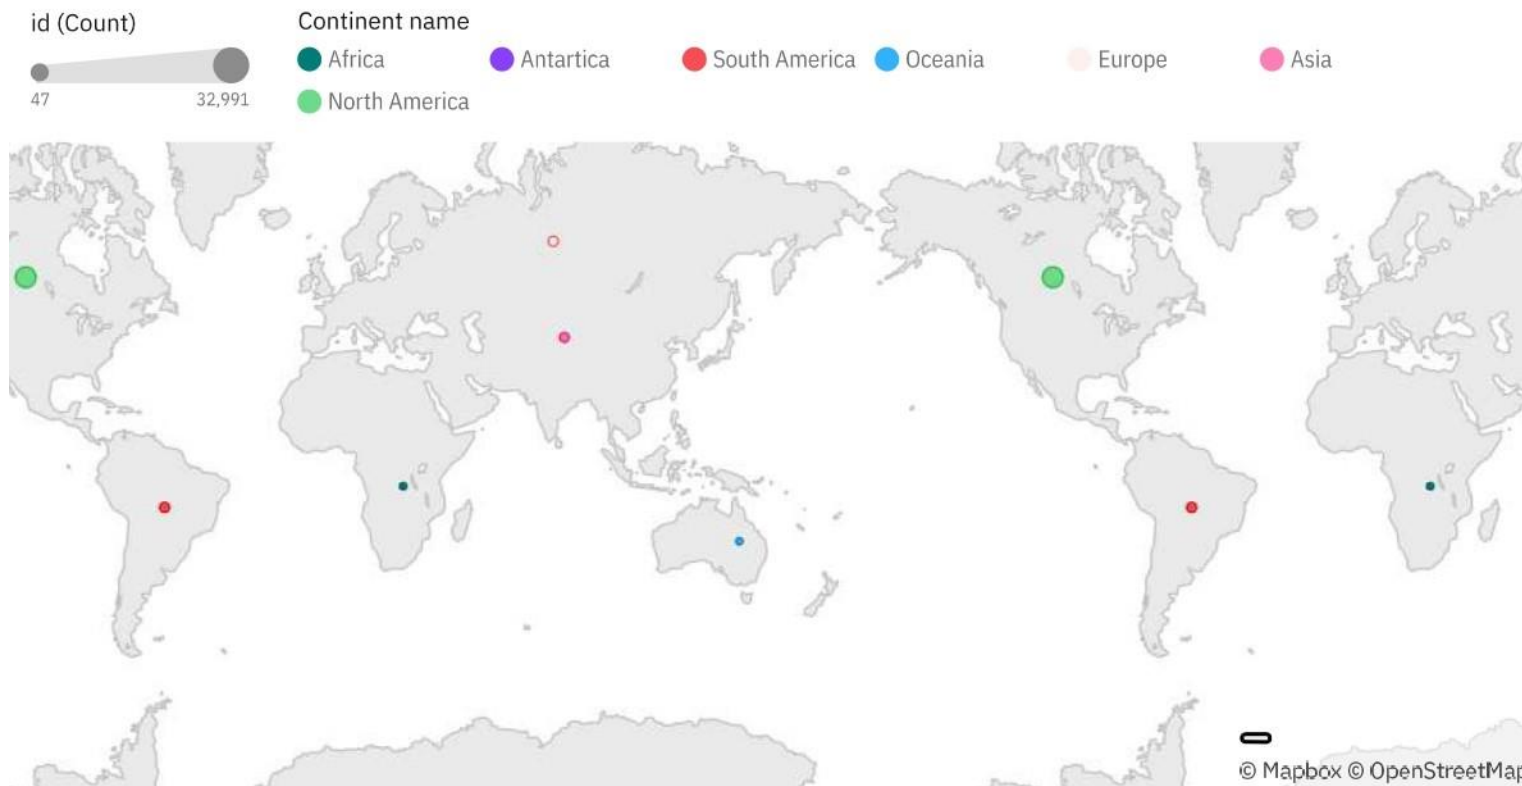 id (Count)
47 32,991
Continent name
Africa Antartica South America Oceania Europe Asia
North America
© Mapbox © OpenStreetMap